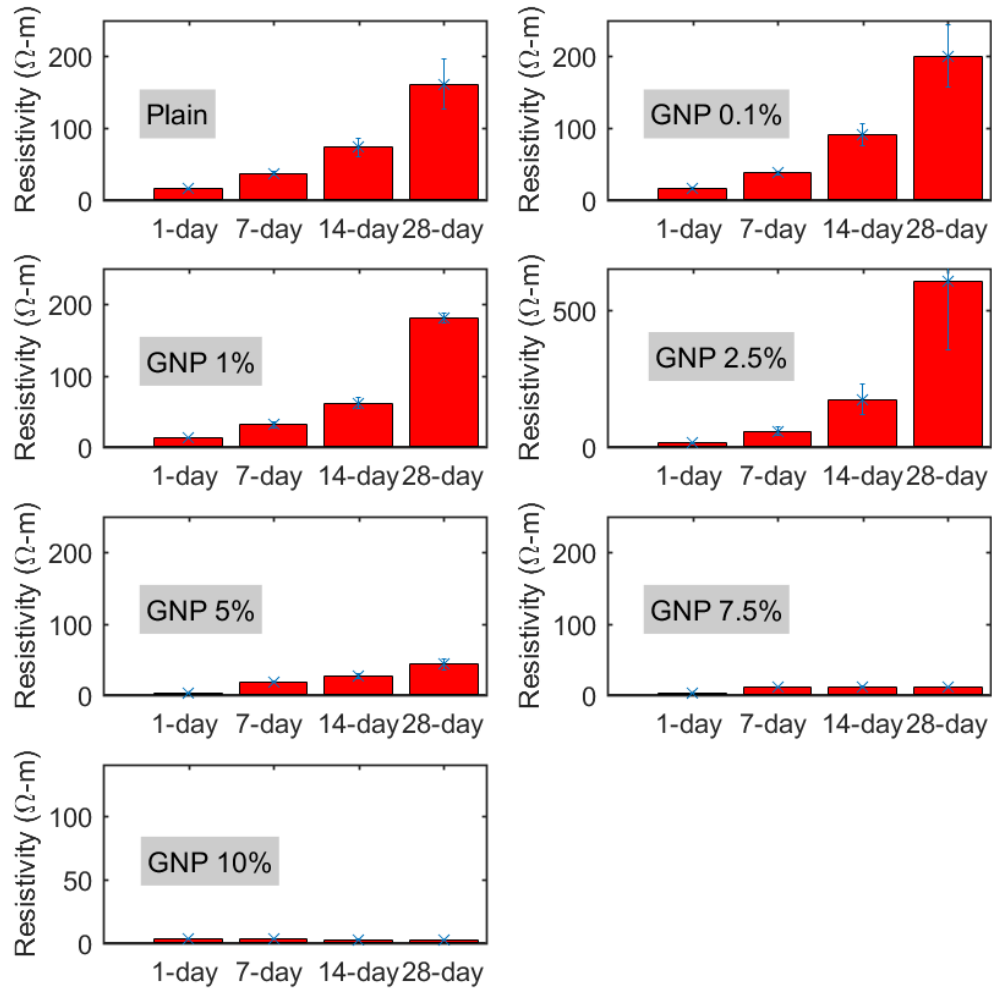 Resistivity (Ω-m)
200
100
0
Plain
1-day 7-day 14-day 28-day
Resistivity (Ω-m)
200
100
0
GNP 0.1%
1-day 7-day 14-day 28-day
Resistivity (Ω-m)
200
100
0
GNP 1%
1-day 7-day 14-day 28-day
Resistivity (Ω-m)
500
0
GNP 2.5%
1-day 7-day 14-day 28-day
Resistivity (Ω-m)
200
100
0
GNP 5%
1-day 7-day 14-day 28-day
Resistivity (Ω-m)
200
100
0
GNP 7.5%
1-day 7-day 14-day 28-day
Resistivity (Ω-m)
100
50
0
GNP 10%
1-day 7-day 14-day 28-day